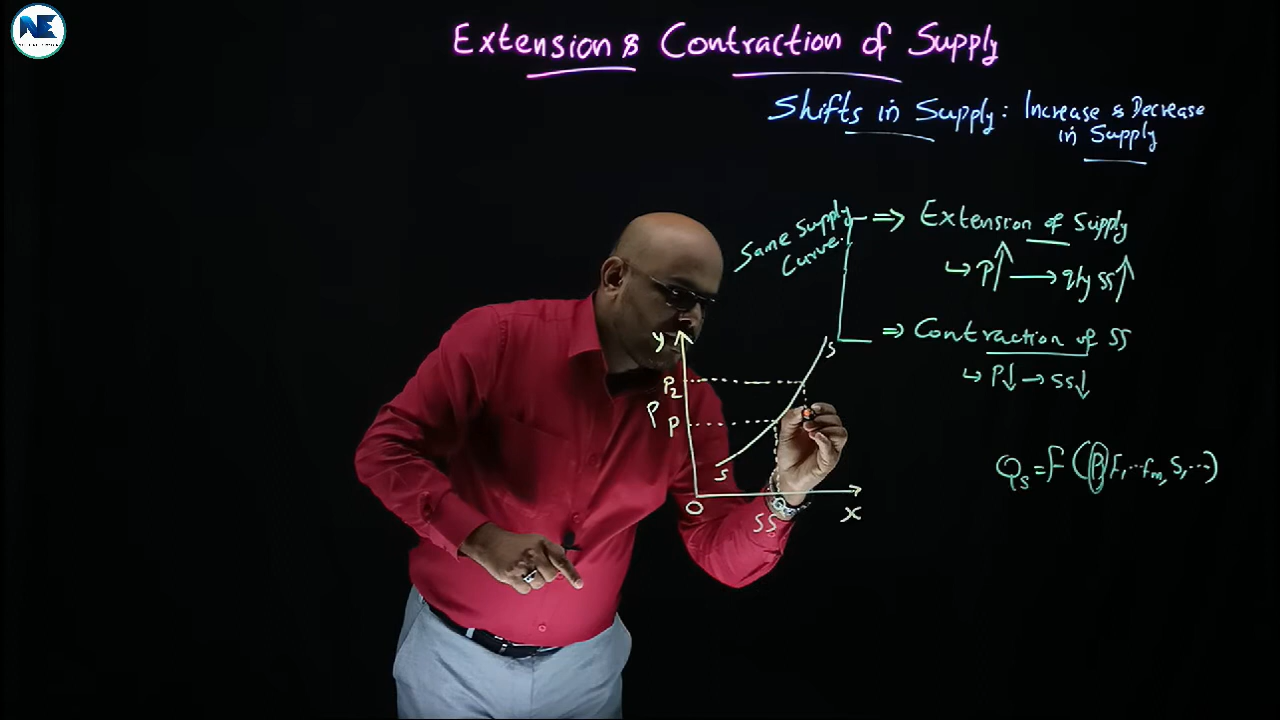 NE
Extension & Contraction of Supply
Shifts in Supply: Increase & Decrease
in Supply
Same Supply
Curve.
⇒ Extension of Supply
↳ P↑ → qty SS↑
⇒ Contraction of SS
↳ P↓ → SS↓
Y
S
P₂
P
P
S
O
SS
X
Qs = f (P, F, ... Fm, S, ...)